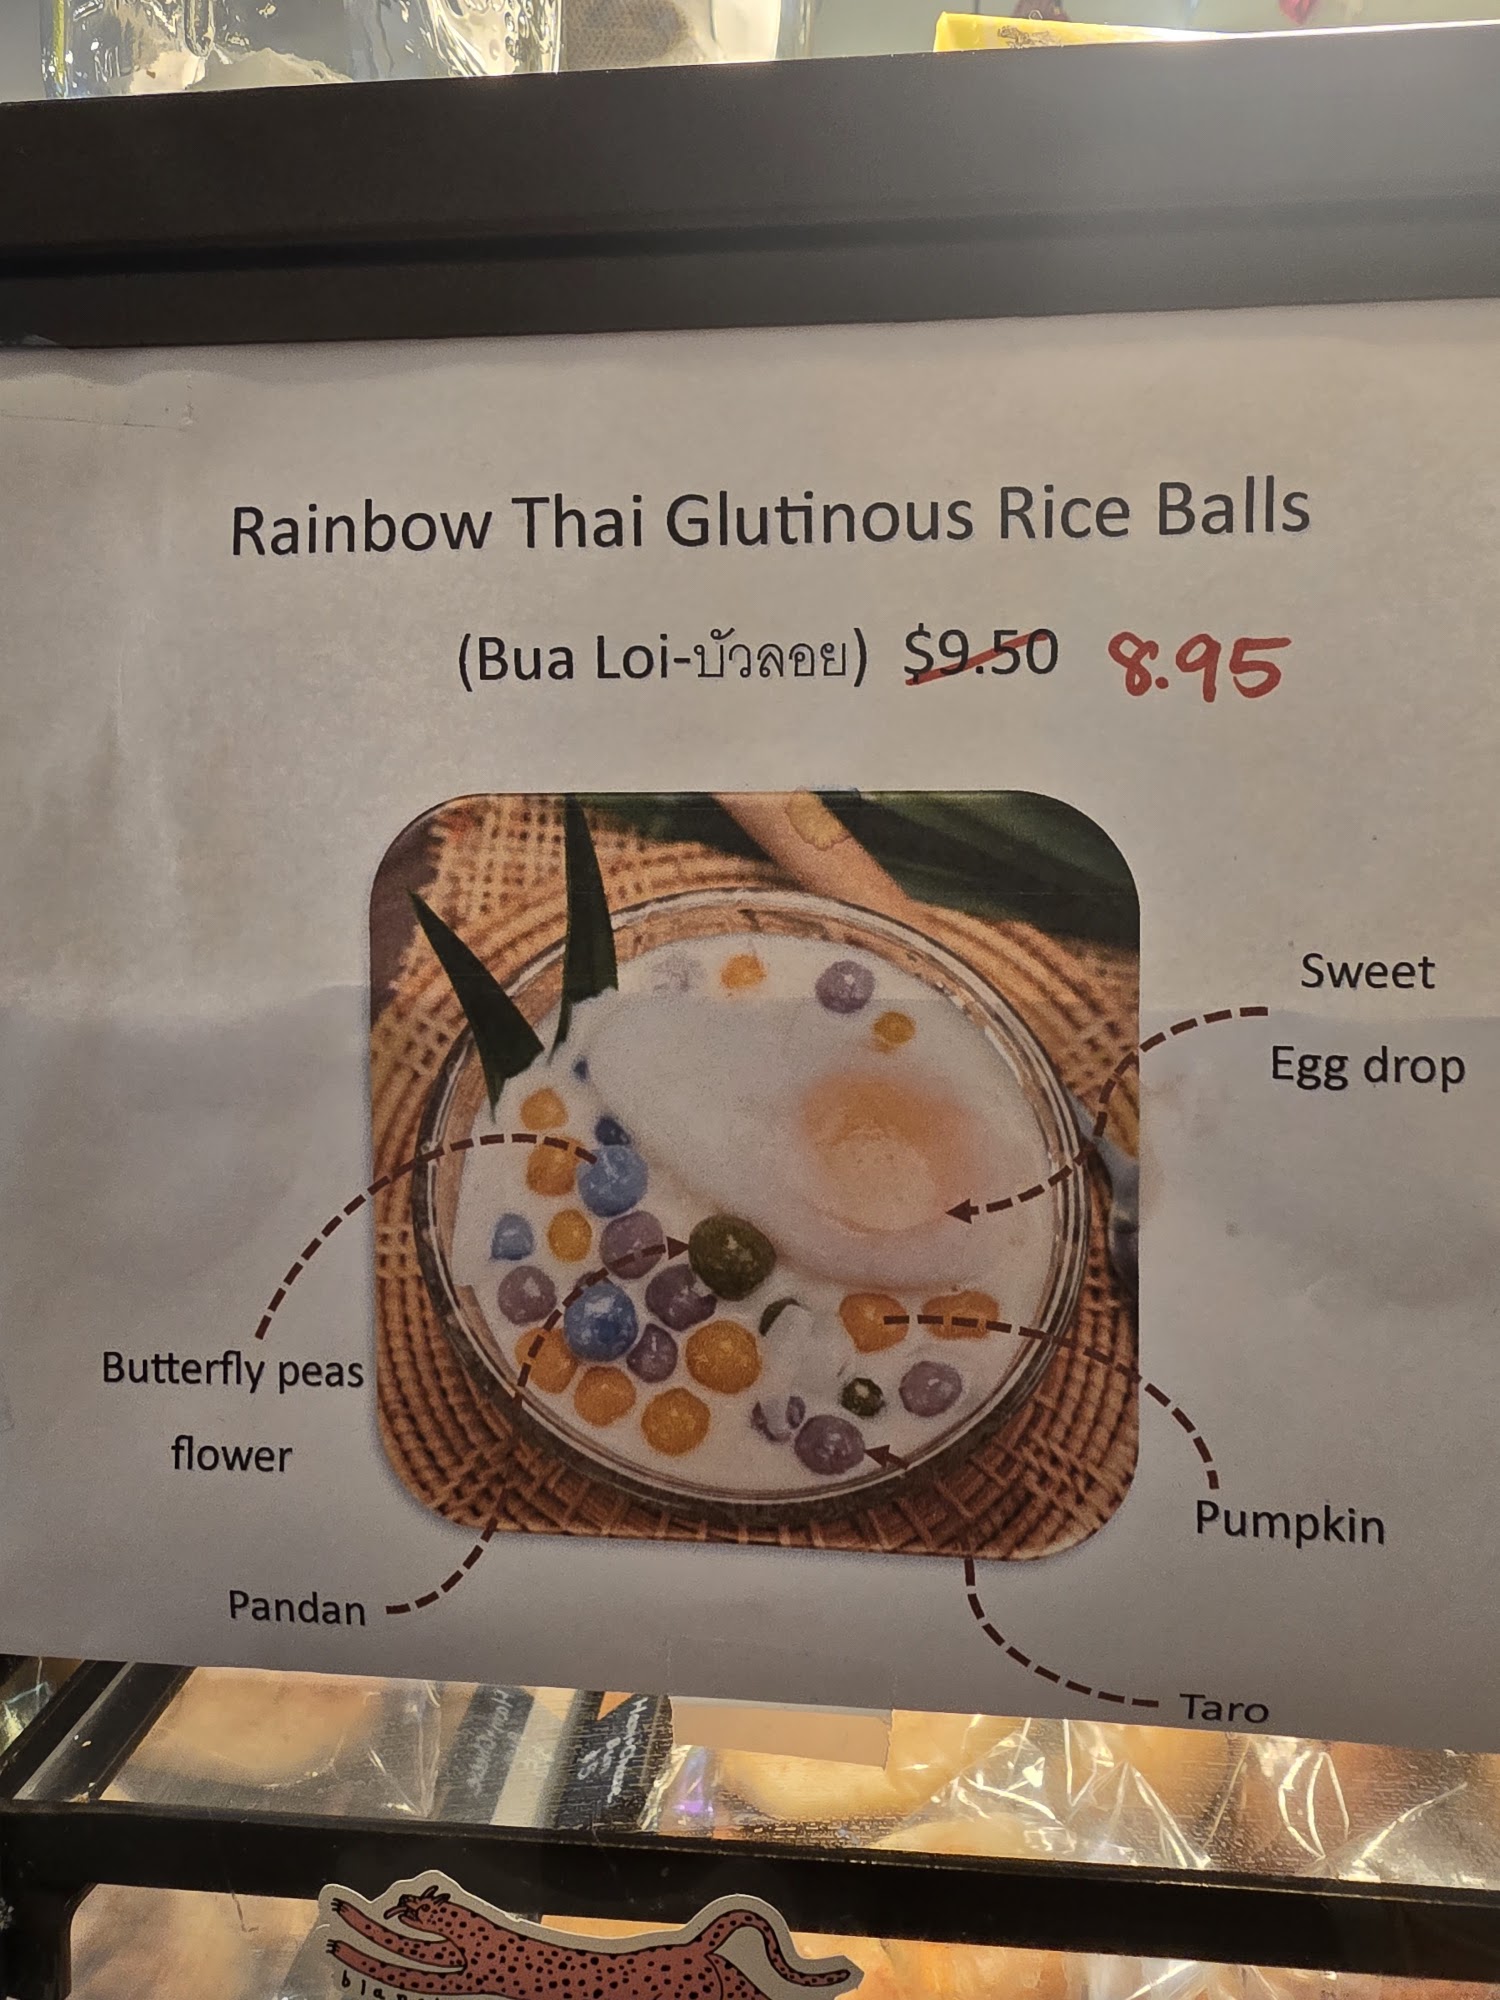 Rainbow Thai Glutinous Rice Balls
(Bua Loi-บัวลอย) $9.50 8.95
Sweet
Egg drop
Butterfly peas
flower
Pumpkin
Pandan
Taro